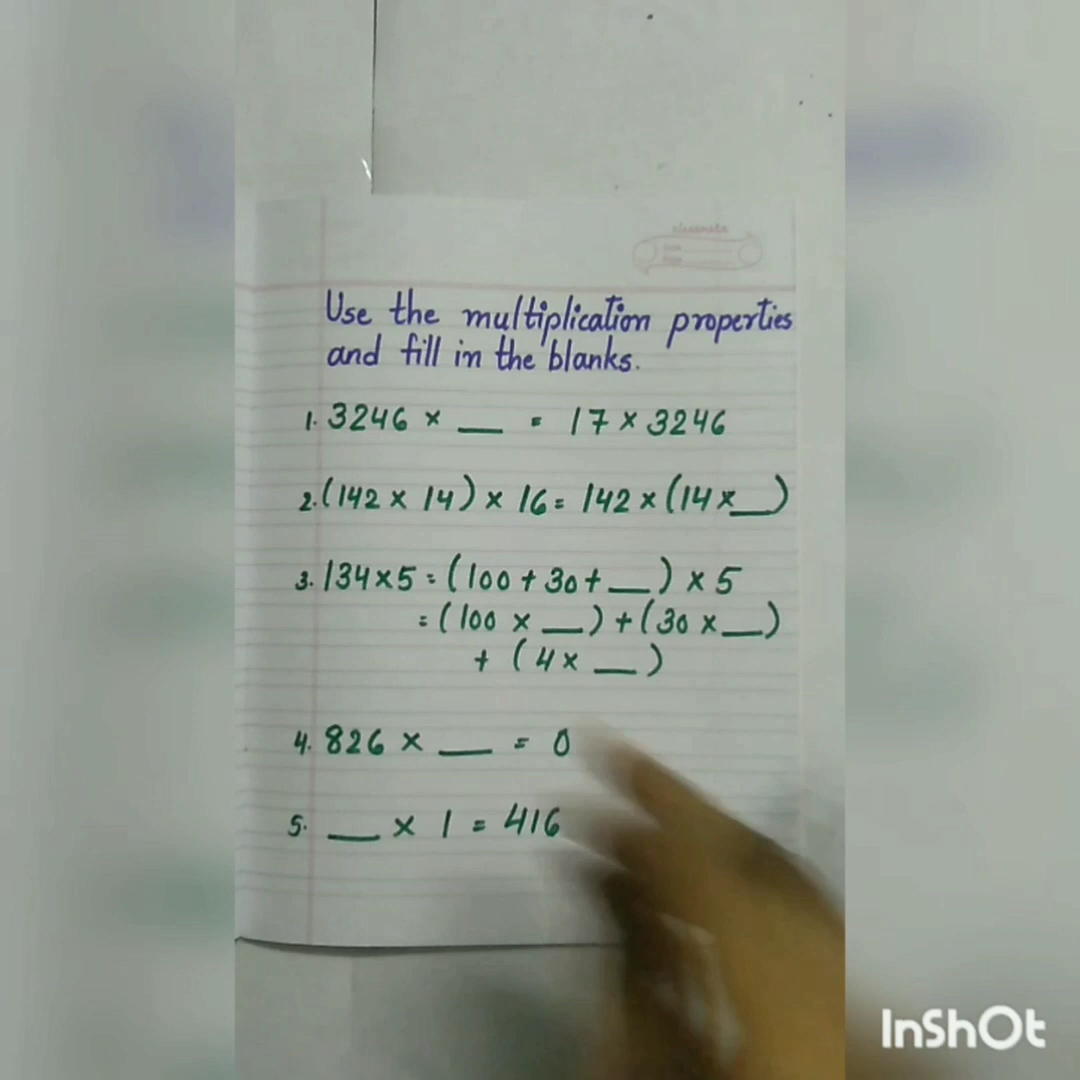 classmate
Use the multiplication properties
and fill in the blanks.
1. 3246 × __ = 17 × 3246
2. (142 × 14) × 16 = 142 × (14 × __)
3. 134 × 5 = (100 + 30 + __) × 5
= (100 × __) + (30 × __)
+ (4 × __)
4. 826 × __ = 0
5. __ × 1 = 416
InShOt